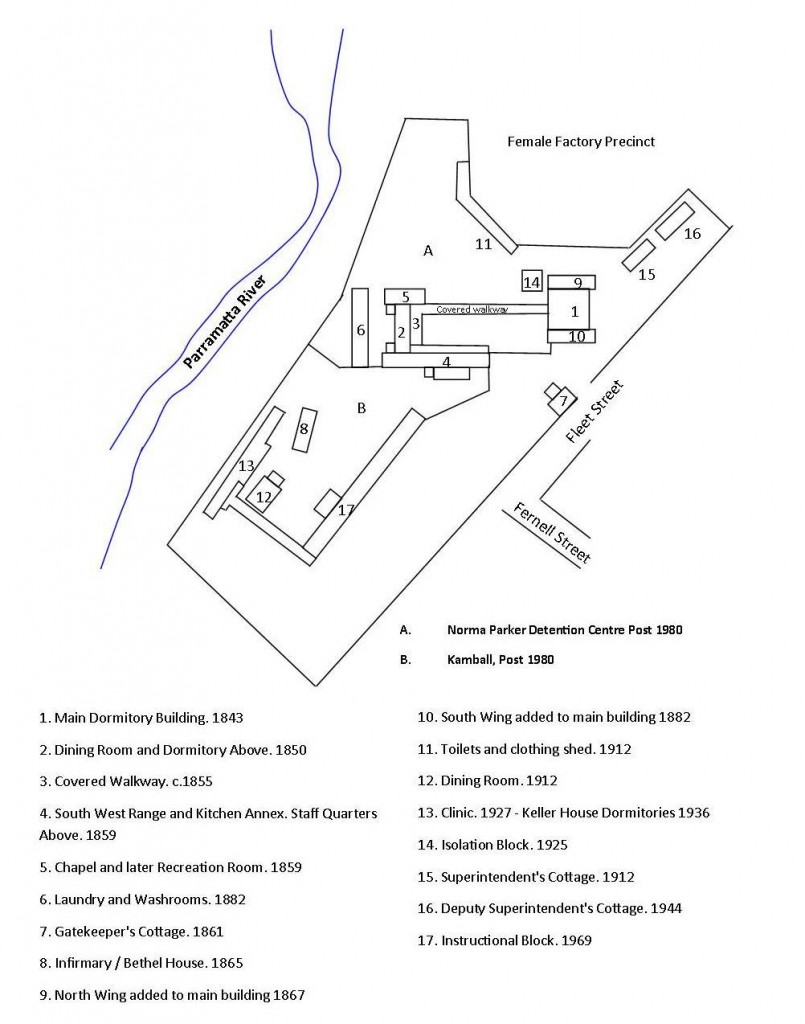 Female Factory Precinct
16
11
A
15
14
9
5
Covered walkway
1
3
2
6
10
4
Parramatta River
7
B
Fleet Street
8
13
12
17
Fernell Street
A. Norma Parker Detention Centre Post 1980
B. Kamball, Post 1980
1. Main Dormitory Building. 1843
2. Dining Room and Dormitory Above. 1850
3. Covered Walkway. c.1855
4. South West Range and Kitchen Annex. Staff Quarters
Above. 1859
5. Chapel and later Recreation Room. 1859
6. Laundry and Washrooms. 1882
7. Gatekeeper's Cottage. 1861
8. Infirmary / Bethel House. 1865
9. North Wing added to main building 1867
10. South Wing added to main building 1882
11. Toilets and clothing shed. 1912
12. Dining Room. 1912
13. Clinic. 1927 - Keller House Dormitories 1936
14. Isolation Block. 1925
15. Superintendent's Cottage. 1912
16. Deputy Superintendent's Cottage. 1944
17. Instructional Block. 1969